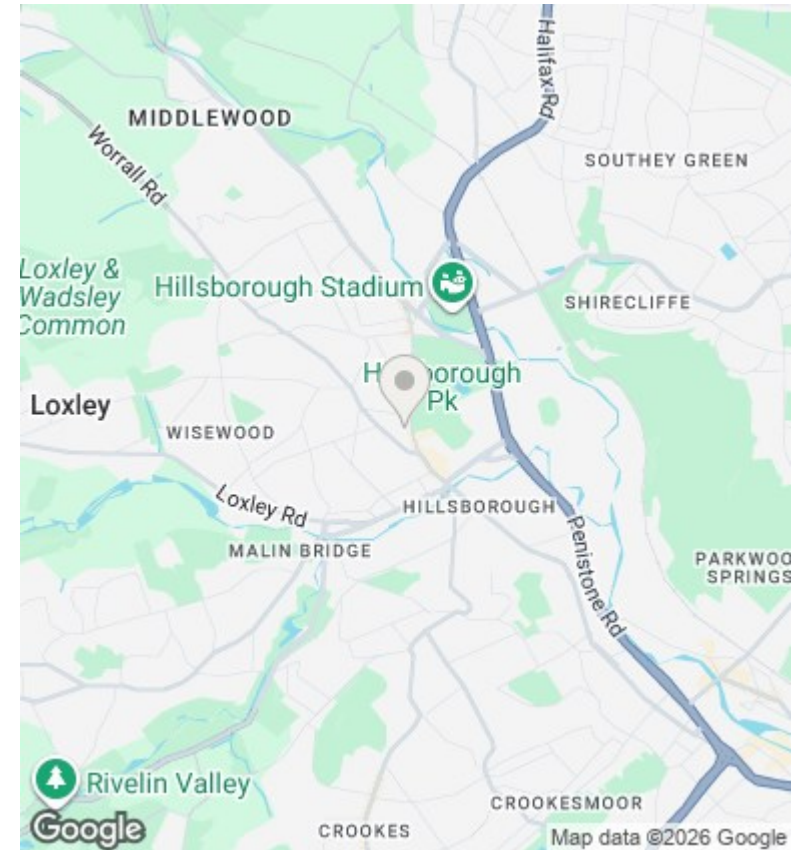 Halifax Rd
MIDDLEWOOD
Worrall Rd
SOUTHEY GREEN
Loxley &
Wadsley
Common
Hillsborough Stadium
SHIRECLIFFE
Pk
Loxley
WISEWOOD
Loxley Rd
HILLSBOROUGH
MALIN BRIDGE
Penistone Rd
PARKWOO
SPRINGS
Rivelin Valley
CROOKESMOOR
CROOKES
Google
Map data ©2026 Google